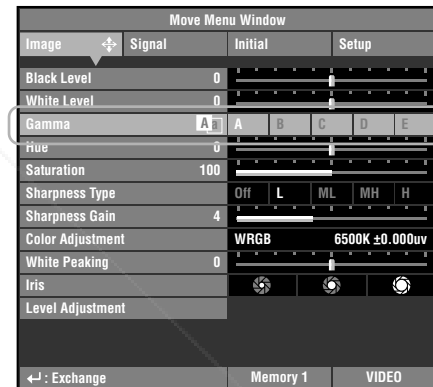 Move Menu Window
Image Signal Initial Setup
Black Level 0
White Level 0
Gamma Aa A B C D E
Hue 0
Saturation 100
Sharpness Type Off L ML MH H
Sharpness Gain 4
Color Adjustment WRGB 6500K ±0.000uv
White Peaking 0
Iris
Level Adjustment
↵ : Exchange Memory 1 VIDEO